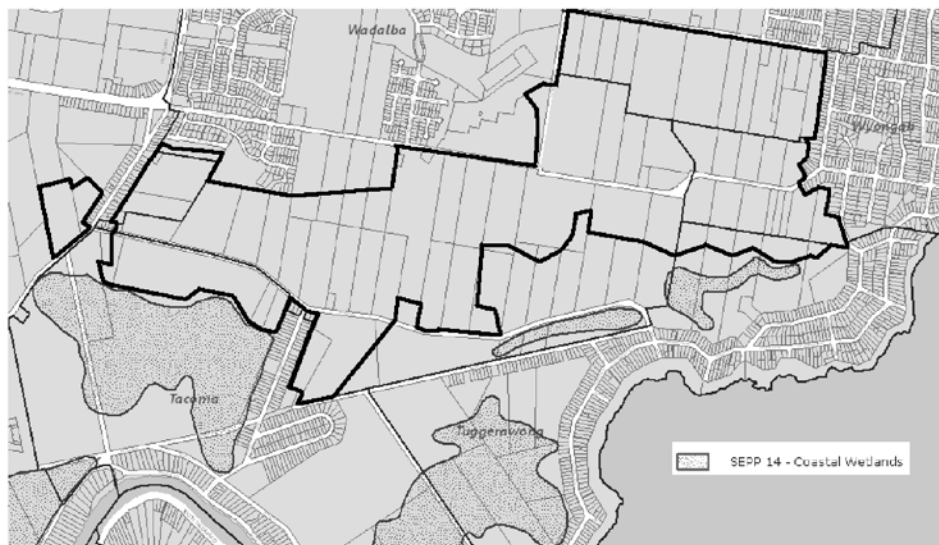 Wadalba
Wyongah
Tacoma
Tuggerawong
SEPP 14 - Coastal Wetlands